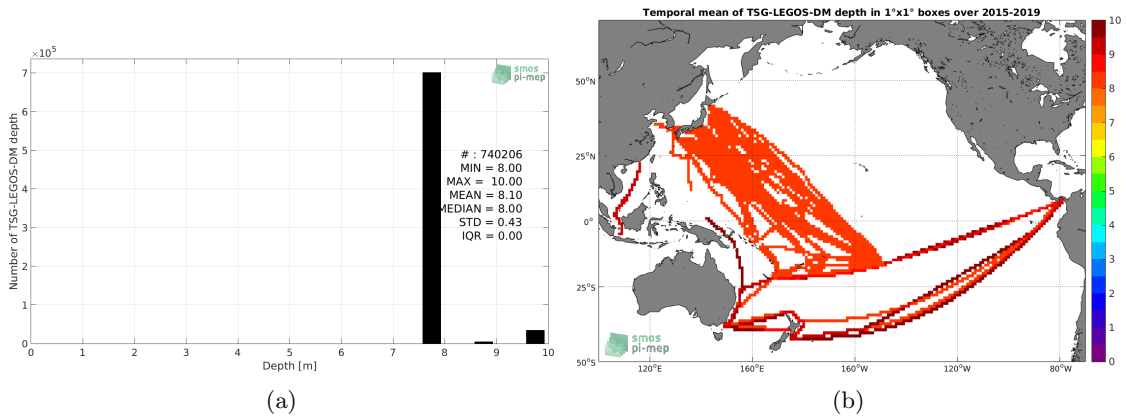 ×10⁵
7
6
5
4
3
2
1
0
Number of TSG-LEGOS-DM depth
smos
pi-mep
# : 740206
MIN = 8.00
MAX = 10.00
MEAN = 8.10
MEDIAN = 8.00
STD = 0.43
IQR = 0.00
0 1 2 3 4 5 6 7 8 9 10
Depth [m]
(a)
Temporal mean of TSG-LEGOS-DM depth in 1°x1° boxes over 2015-2019
50°N
25°N
0°
25°S
50°S
smos
pi-mep
120°E 160°E 160°W 120°W 80°W
10
9
8
7
6
5
4
3
2
1
0
(b)